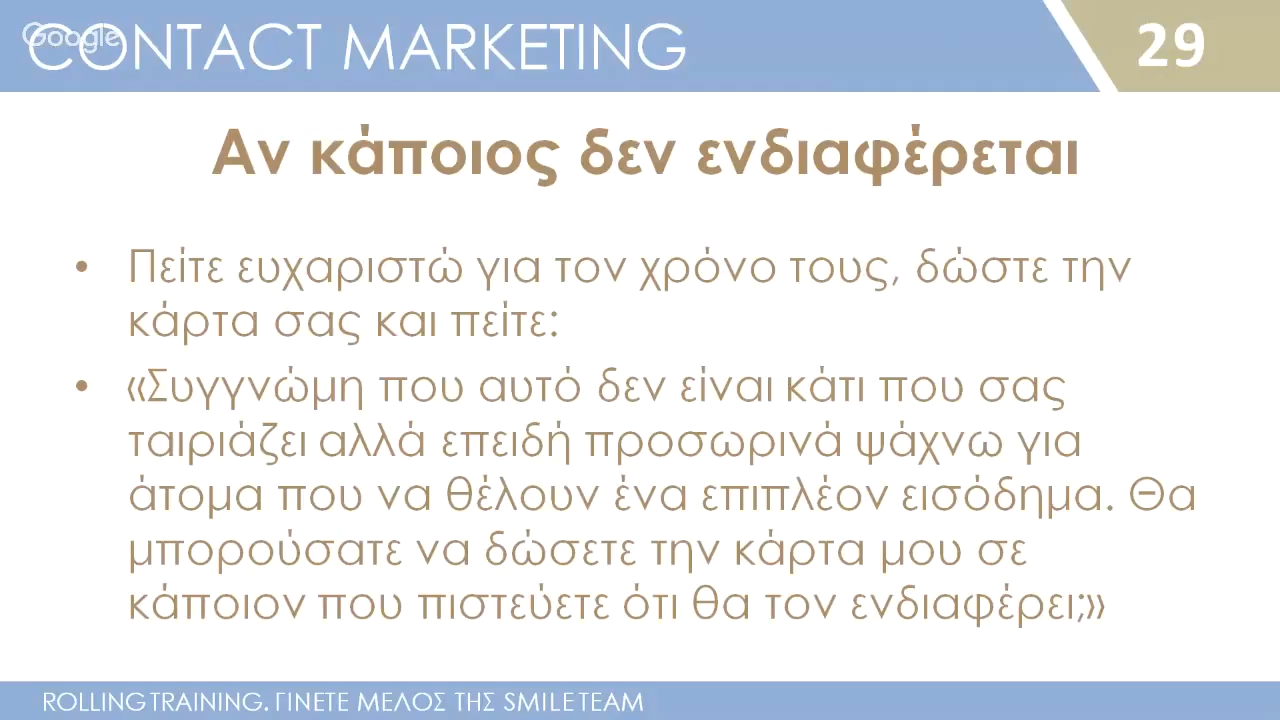 Google
CONTACT MARKETING
29
Αν κάποιος δεν ενδιαφέρεται
• Πείτε ευχαριστώ για τον χρόνο τους, δώστε την
κάρτα σας και πείτε:
• «Συγγνώμη που αυτό δεν είναι κάτι που σας
ταιριάζει αλλά επειδή προσωρινά ψάχνω για
άτομα που να θέλουν ένα επιπλέον εισόδημα. Θα
μπορούσατε να δώσετε την κάρτα μου σε
κάποιον που πιστεύετε ότι θα τον ενδιαφέρει;»
ROLLING TRAINING. ΓΙΝΕΤΕ ΜΕΛΟΣ ΤΗΣ SMILE TEAM